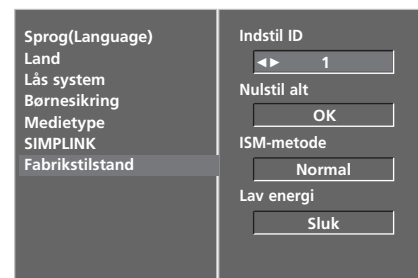 Sprog(Language)
Land
Lås system
Børnesikring
Medietype
SIMPLINK
Fabrikstilstand
Indstil ID
◄► 1
Nulstil alt
OK
ISM-metode
Normal
Lav energi
Sluk